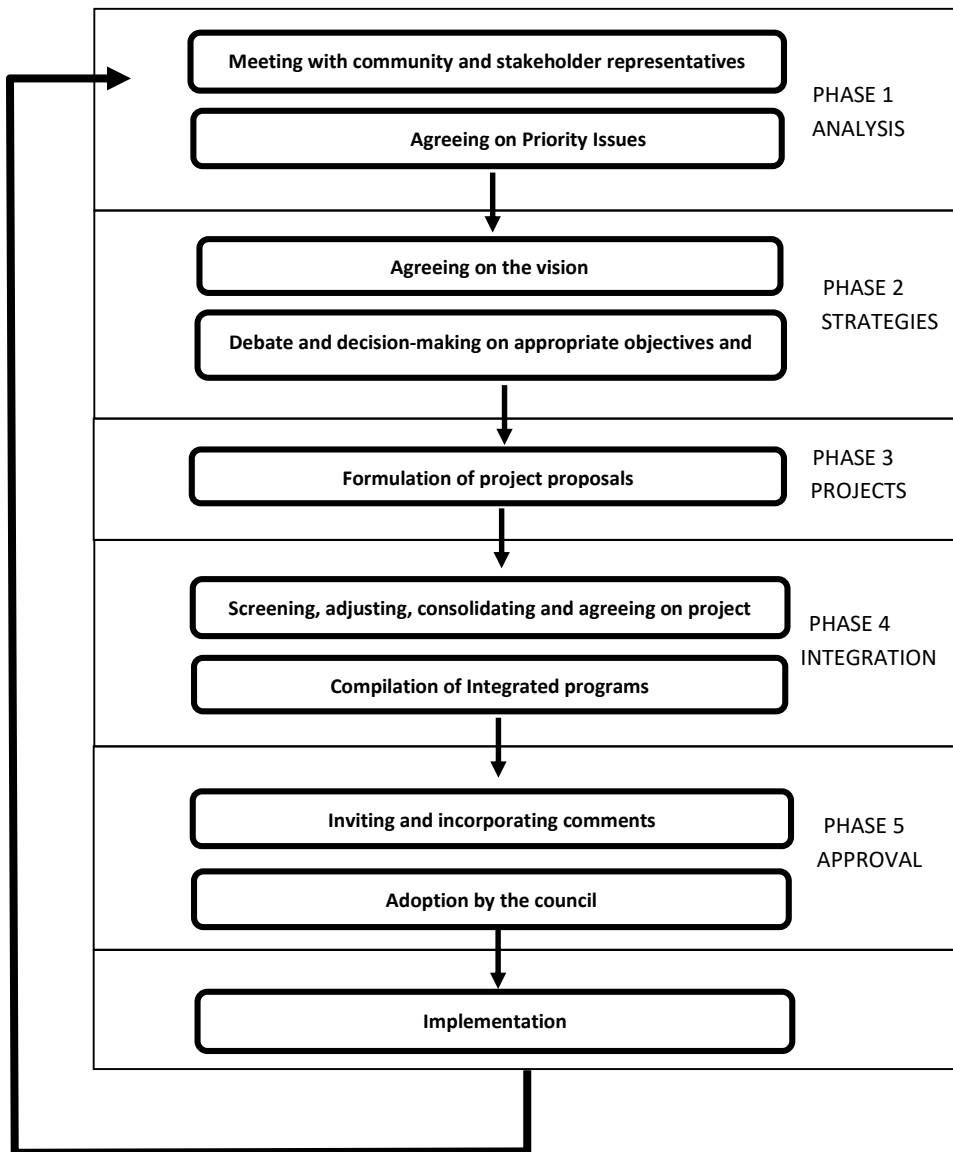 Meeting with community and stakeholder representatives
PHASE 1
ANALYSIS
Agreeing on Priority Issues
Agreeing on the vision
PHASE 2
STRATEGIES
Debate and decision-making on appropriate objectives and
PHASE 3
PROJECTS
Formulation of project proposals
Screening, adjusting, consolidating and agreeing on project
PHASE 4
INTEGRATION
Compilation of Integrated programs
Inviting and incorporating comments
PHASE 5
APPROVAL
Adoption by the council
Implementation